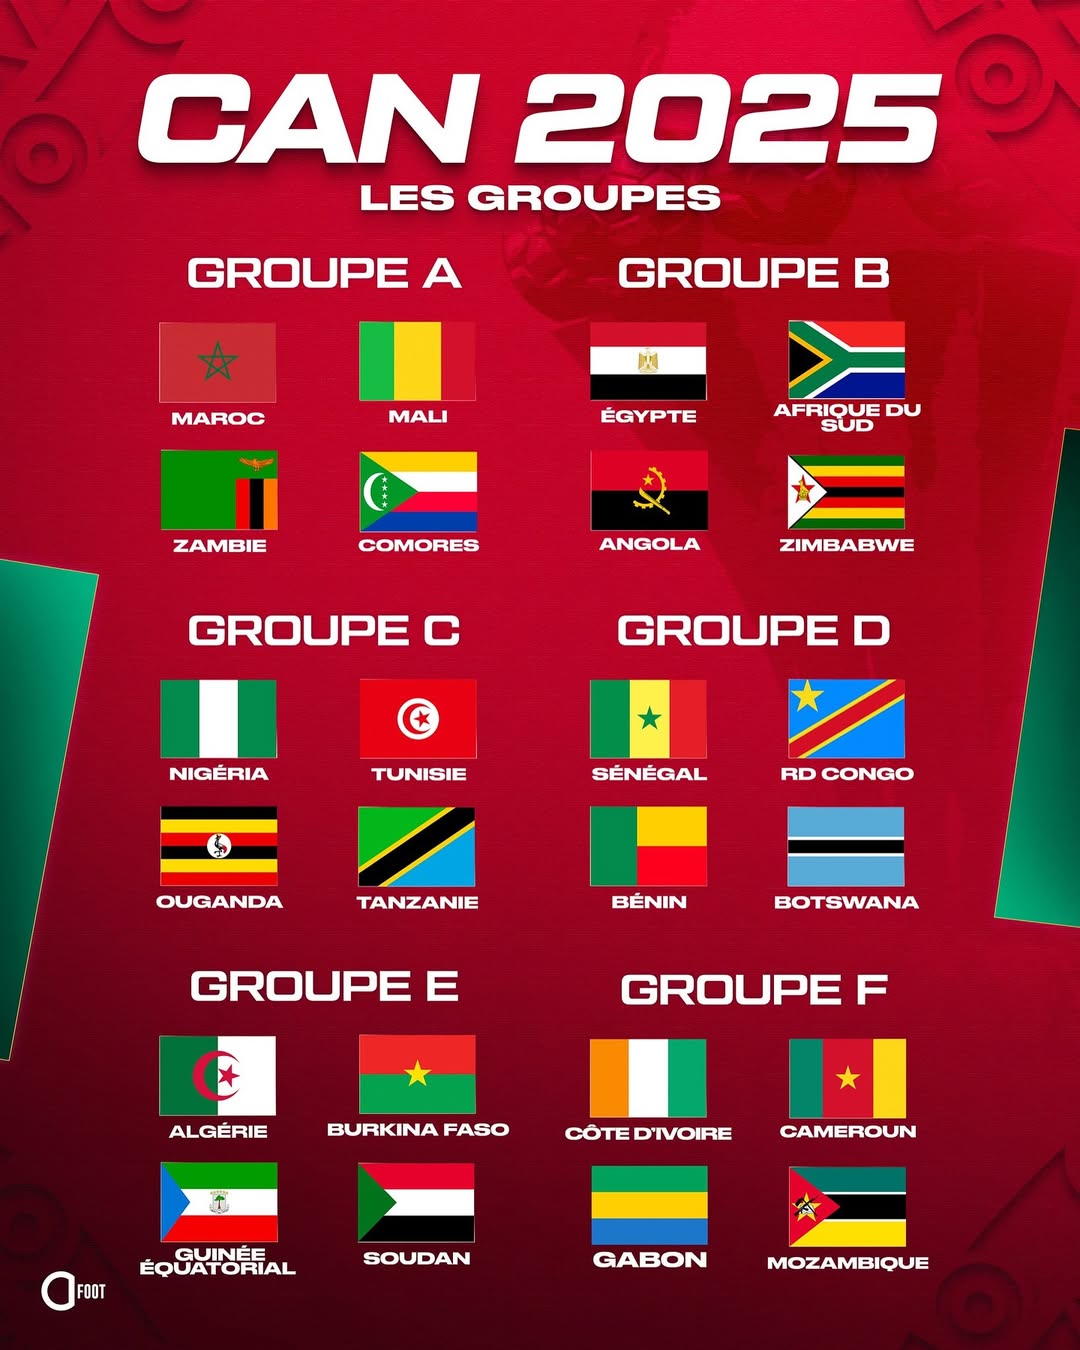 CAN 2025
LES GROUPES
GROUPE A
MAROC
MALI
ZAMBIE
COMORES
GROUPE B
ÉGYPTE
AFRIQUE DU
SUD
ANGOLA
ZIMBABWE
GROUPE C
NIGÉRIA
TUNISIE
OUGANDA
TANZANIE
GROUPE D
SÉNÉGAL
RD CONGO
BÉNIN
BOTSWANA
GROUPE E
ALGÉRIE
BURKINA FASO
GUINÉE
ÉQUATORIAL
SOUDAN
GROUPE F
CÔTE D'IVOIRE
CAMEROUN
GABON
MOZAMBIQUE
FOOT